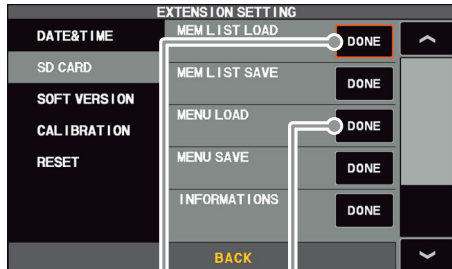 EXTENSION SETTING
DATE&TIME
SD CARD
SOFT VERSION
CALIBRATION
RESET
MEM LIST LOAD
DONE
MEM LIST SAVE
DONE
MENU LOAD
DONE
MENU SAVE
DONE
INFORMATIONS
DONE
BACK